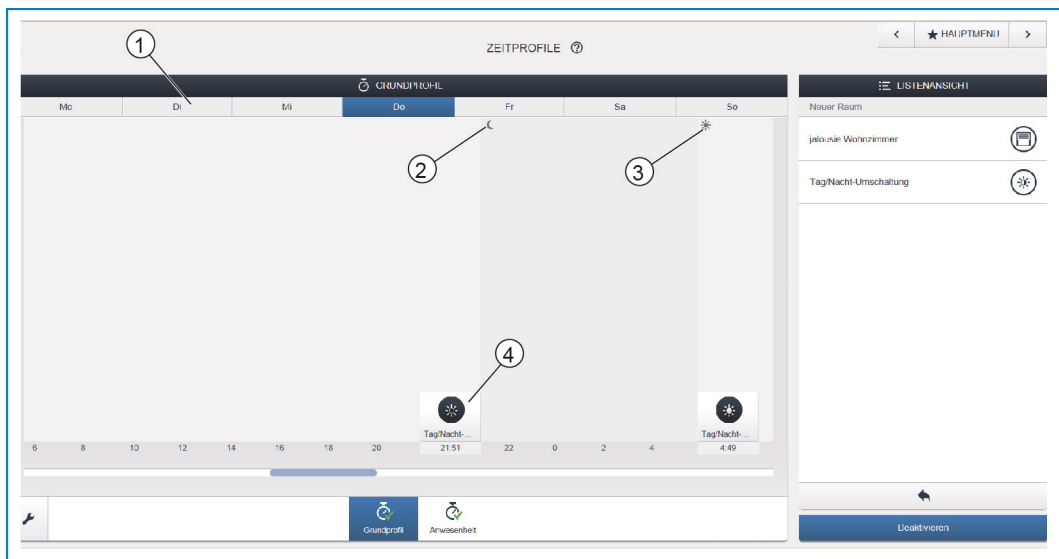 1
ZEITPROFILE ?
< HAUPTMENU >
GRUNDPROFIL
LISTENANSICHT
Mo Di Mi Do Fr Sa So
Neuer Raum
2
3
jalousie Wohnzimmer
Tag/Nacht-Umschaltung
4
Tag/Nacht-... Tag/Nacht-...
6 8 10 12 14 16 18 20 21:51 22 0 2 4 4:49
Grundprofil Anwesenheit
Deaktivieren